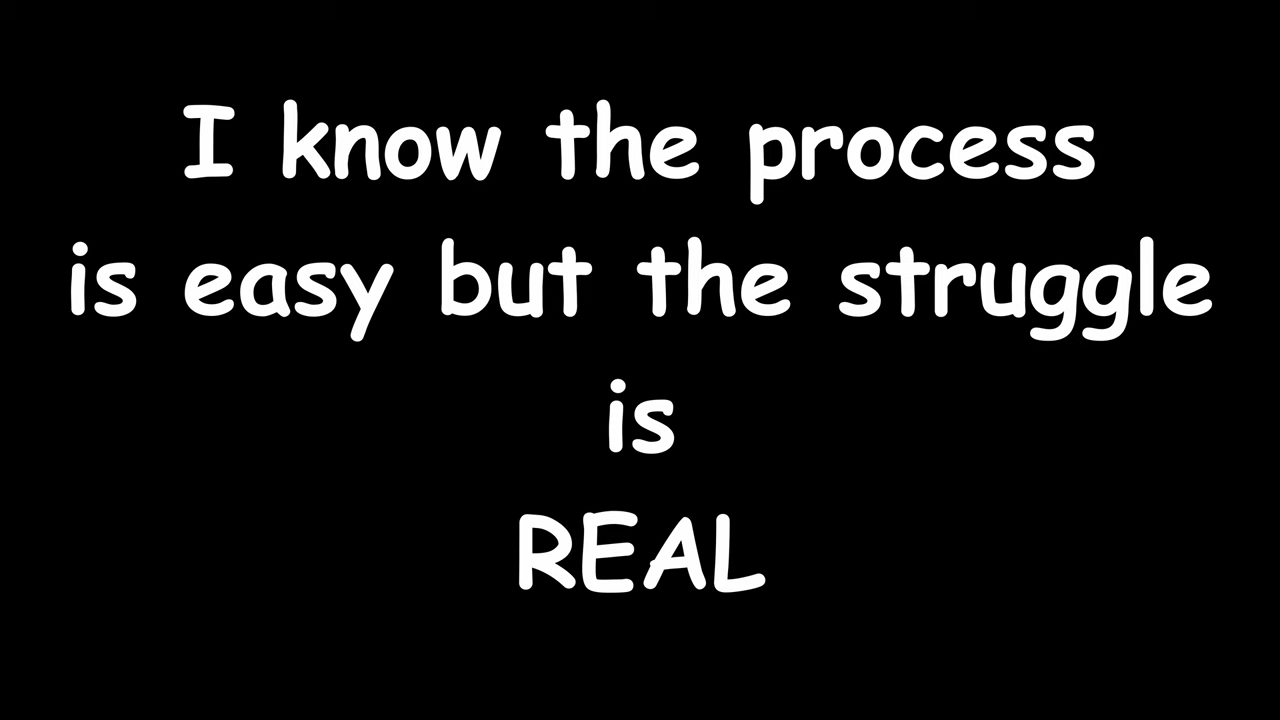 I know the process
is easy but the struggle
is
REAL